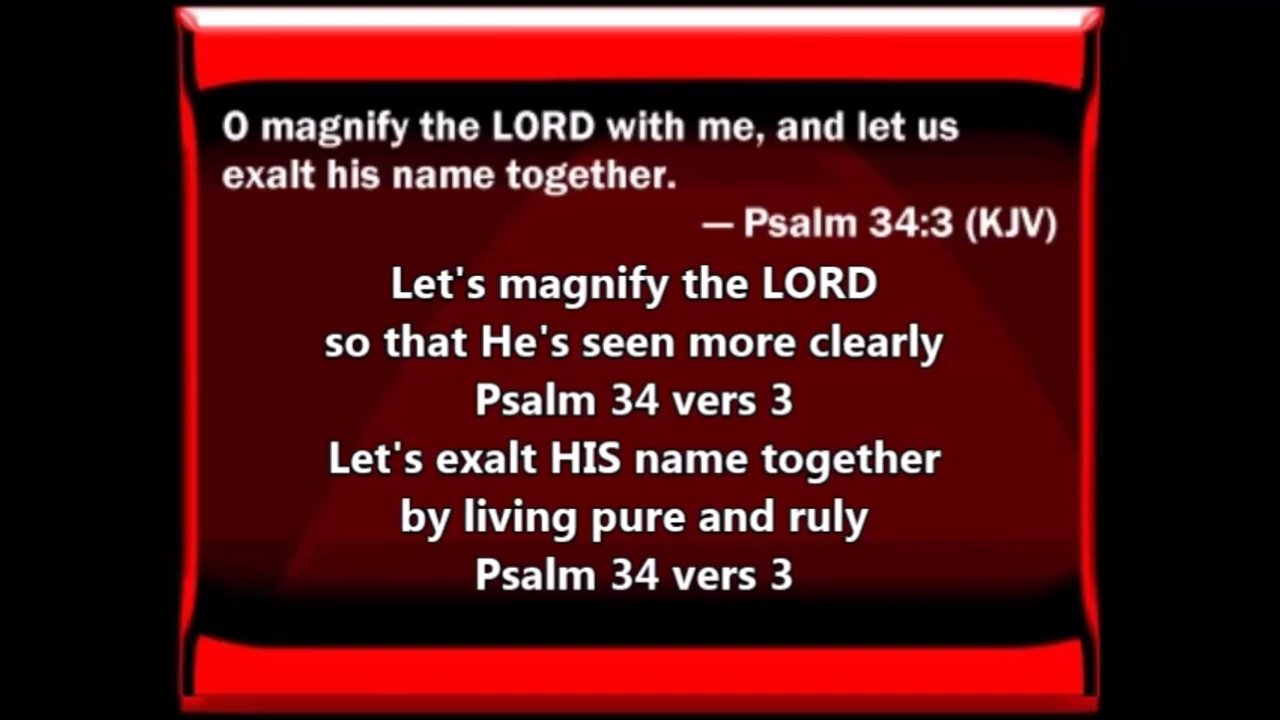 O magnify the LORD with me, and let us
exalt his name together.
— Psalm 34:3 (KJV)
Let's magnify the LORD
so that He's seen more clearly
Psalm 34 vers 3
Let's exalt HIS name together
by living pure and ruly
Psalm 34 vers 3